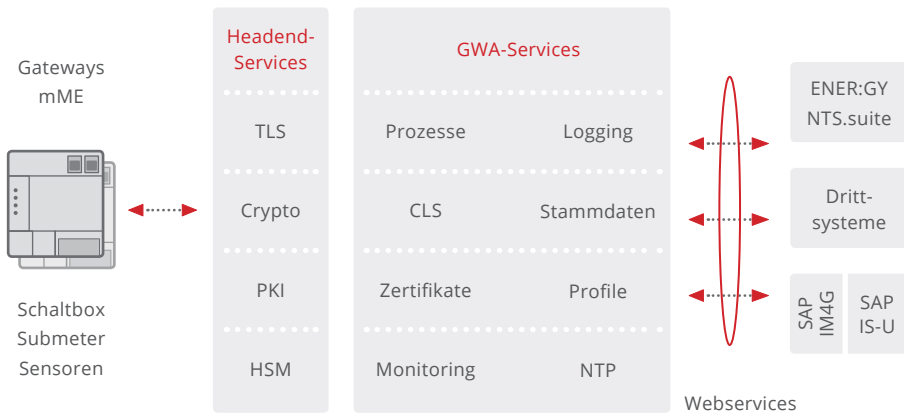 Gateways
mME
Schaltbox
Submeter
Sensoren
Headend-
Services
TLS
Crypto
PKI
HSM
GWA-Services
Prozesse Logging
CLS Stammdaten
Zertifikate Profile
Monitoring NTP
Webservices
ENER:GY
NTS.suite
Dritt-
systeme
SAP
IM4G
SAP
IS-U